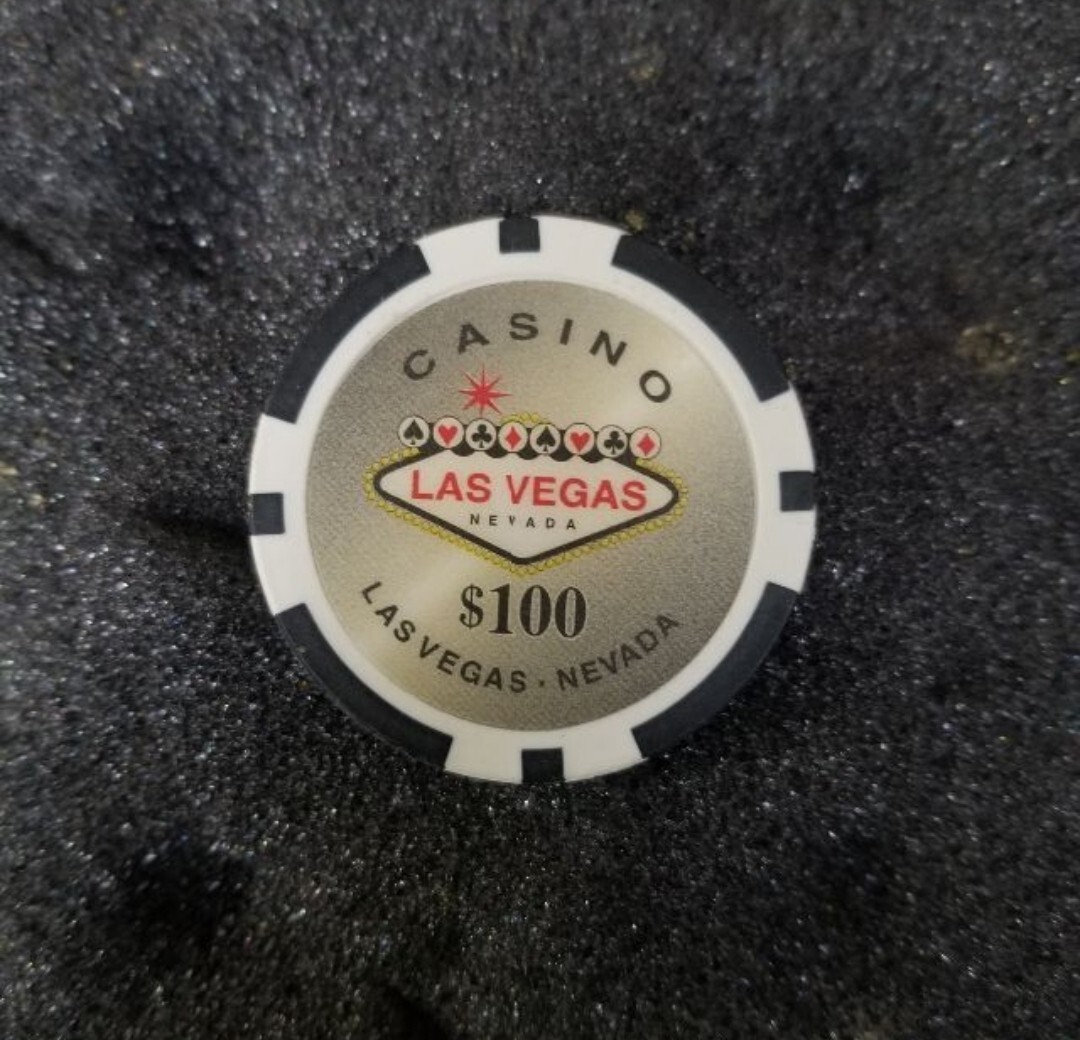 CASINO
LAS VEGAS
NEVADA
$100
LAS VEGAS · NEVADA